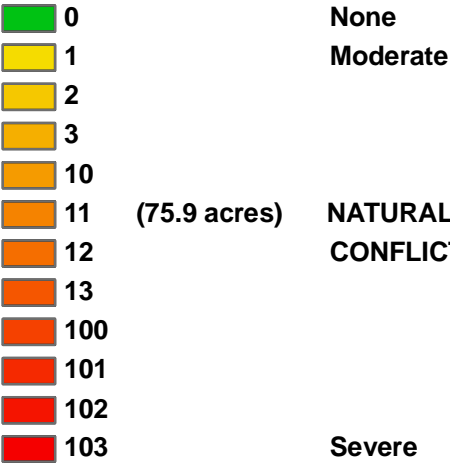 0 None
1 Moderate
2
3
10
11 (75.9 acres) NATURAL
12 CONFLICT
13
100
101
102
103 Severe